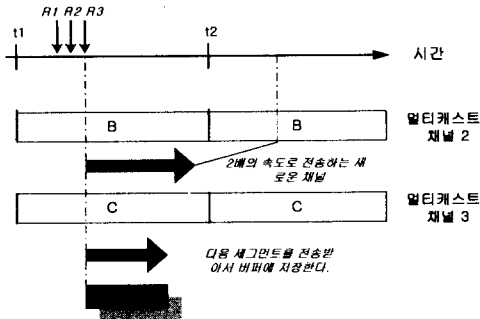 R1 R2 R3
t1
t2
시간
B
B
멀티캐스트
채널 2
2배의 속도로 전송하는 새
로운 채널
C
C
멀티캐스트
채널 3
다음 세그먼트를 전송받
아서 버퍼에 저장한다.